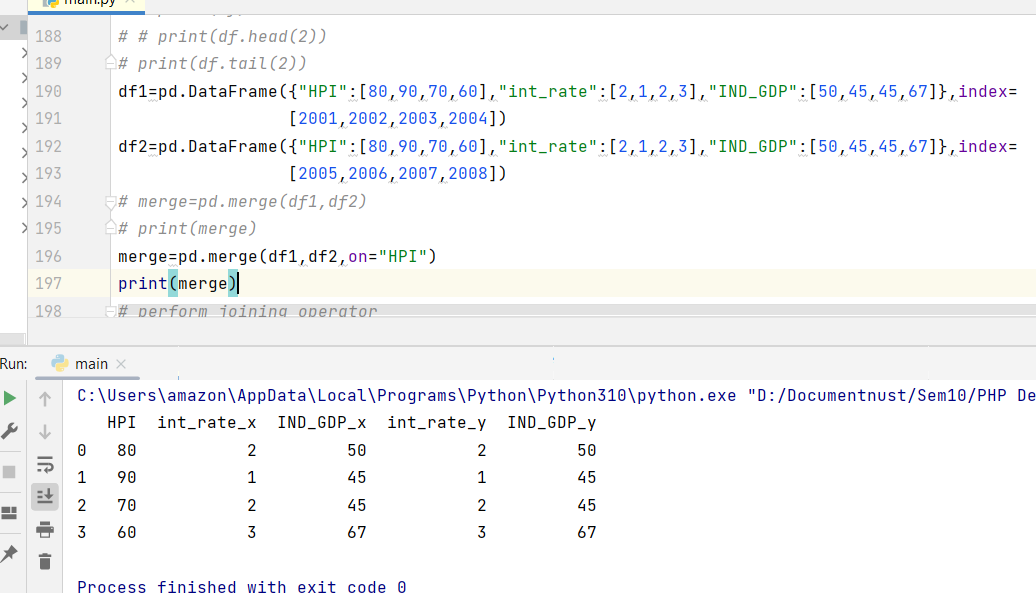 main.py
188 # # print(df.head(2))
189 # print(df.tail(2))
190 df1=pd.DataFrame({"HPI":[80,90,70,60],"int_rate":[2,1,2,3],"IND_GDP":[50,45,45,67]},index=
191 [2001,2002,2003,2004])
192 df2=pd.DataFrame({"HPI":[80,90,70,60],"int_rate":[2,1,2,3],"IND_GDP":[50,45,45,67]},index=
193 [2005,2006,2007,2008])
194 # merge=pd.merge(df1,df2)
195 # print(merge)
196 merge=pd.merge(df1,df2,on="HPI")
197 print(merge)
198 # perform joining operator
Run: main
C:\Users\amazon\AppData\Local\Programs\Python\Python310\python.exe "D:/Documentnust/Sem10/PHP De
HPI int_rate_x IND_GDP_x int_rate_y IND_GDP_y
0 80 2 50 2 50
1 90 1 45 1 45
2 70 2 45 2 45
3 60 3 67 3 67
Process finished with exit code 0